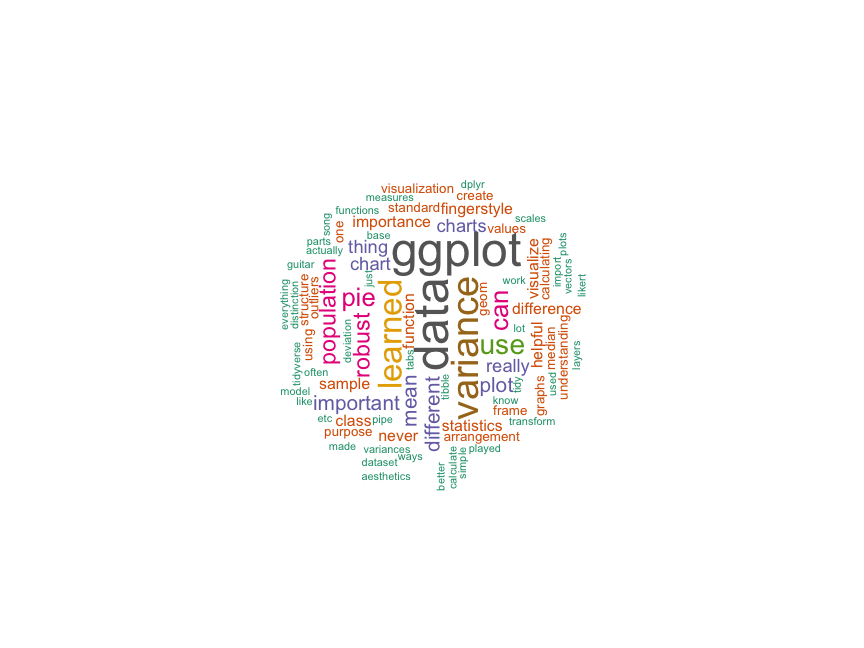 dplyr
visualization
measures
create
functions
standard
fingerstyle
song
one
importance
charts
values
scales
base
parts
actually
thing
ggplot
chart
guitar
just
visualize
calculating
import
plots
vectors
likert
work
everything
distinction
structure
outliers
population
pie
learned
function
data
variance
geom
can
difference
using
deviation
robust
tabs
lot
use
helpful
median
understanding
layers
tidyverse
often
sample
mean
tibble
really
plot
tidy
graphs
used
model
like
important
different
know
frame
etc
class
pipe
statistics
transform
purpose
never
arrangement
made
variances
ways
played
dataset
better
calculate
simple
aesthetics